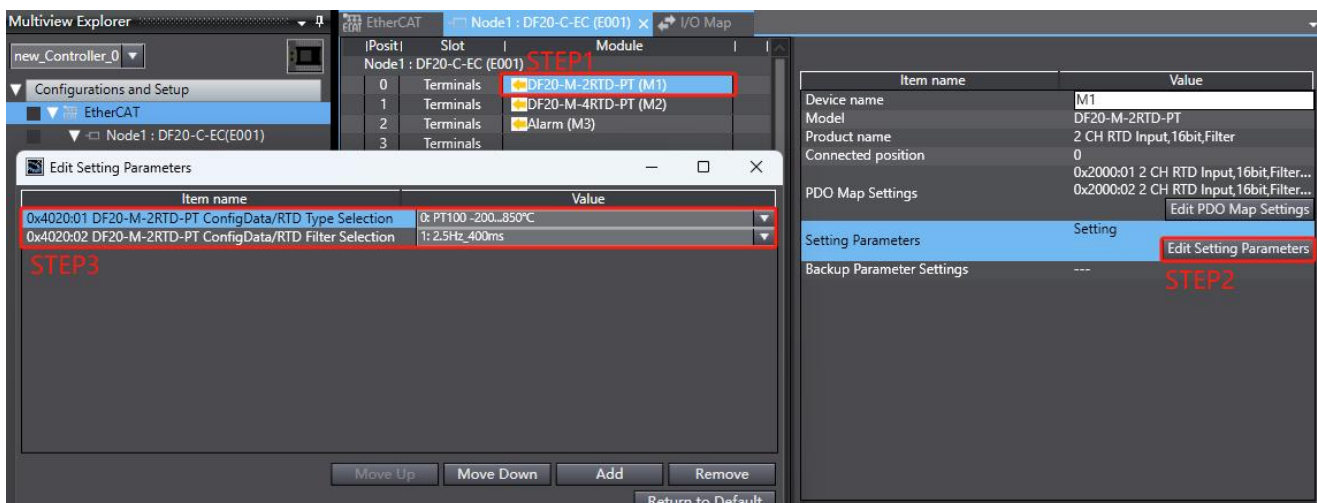 Multiview Explorer
new_Controller_0
Configurations and Setup
EtherCAT
Node1 : DF20-C-EC(E001)
EtherCAT
Node1 : DF20-C-EC (E001)
I/O Map
|Posit| Slot | Module
Node1 : DF20-C-EC (E001)
STEP1
0 Terminals DF20-M-2RTD-PT (M1)
1 Terminals DF20-M-4RTD-PT (M2)
2 Terminals Alarm (M3)
3 Terminals
Item name Value
Device name M1
Model DF20-M-2RTD-PT
Product name 2 CH RTD Input,16bit,Filter
Connected position 0
PDO Map Settings
0x2000:01 2 CH RTD Input,16bit,Filter...
0x2000:02 2 CH RTD Input,16bit,Filter...
Edit PDO Map Settings
Setting Parameters Setting
Edit Setting Parameters
Backup Parameter Settings ---
STEP2
Edit Setting Parameters
Item name Value
0x4020:01 DF20-M-2RTD-PT ConfigData/RTD Type Selection 0: PT100 -200...850℃
0x4020:02 DF20-M-2RTD-PT ConfigData/RTD Filter Selection 1: 2.5Hz_400ms
STEP3
Move Up Move Down Add Remove
Return to Default